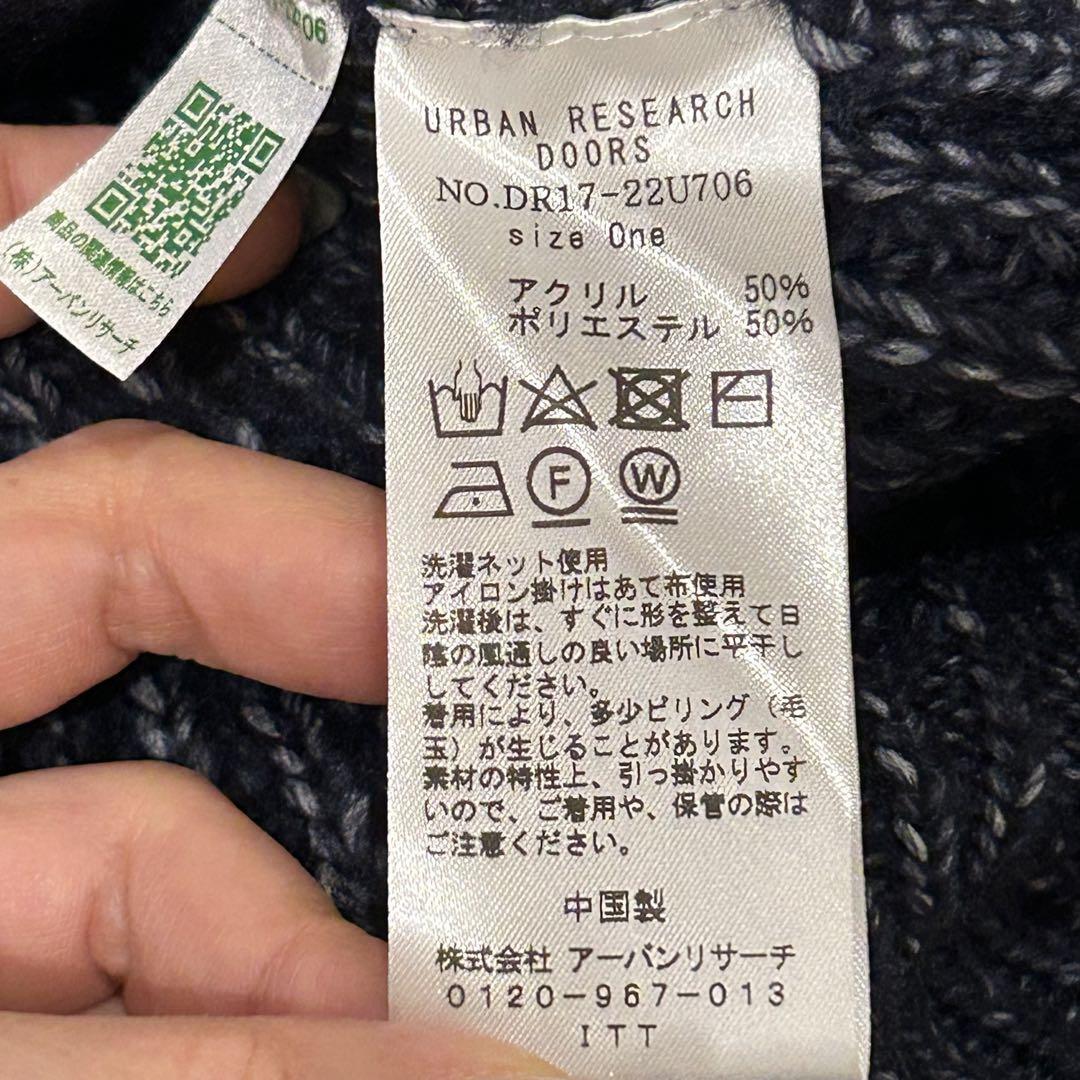 商品の関連情報はこちら
(株)アーバンリサーチ
URBAN RESEARCH
DOORS
NO.DR17-22U706
size One
アクリル 50%
ポリエステル 50%
F
W
洗濯ネット使用
アイロン掛けはあて布使用
洗濯後は、すぐに形を整えて日
陰の風通しの良い場所に平干し
してください。
着用により、多少ピリング（毛
玉）が生じることがあります。
素材の特性上、引っ掛かりやす
いので、ご着用や、保管の際は
ご注意ください。
中国製
株式会社 アーバンリサーチ
0120-967-013
ITT